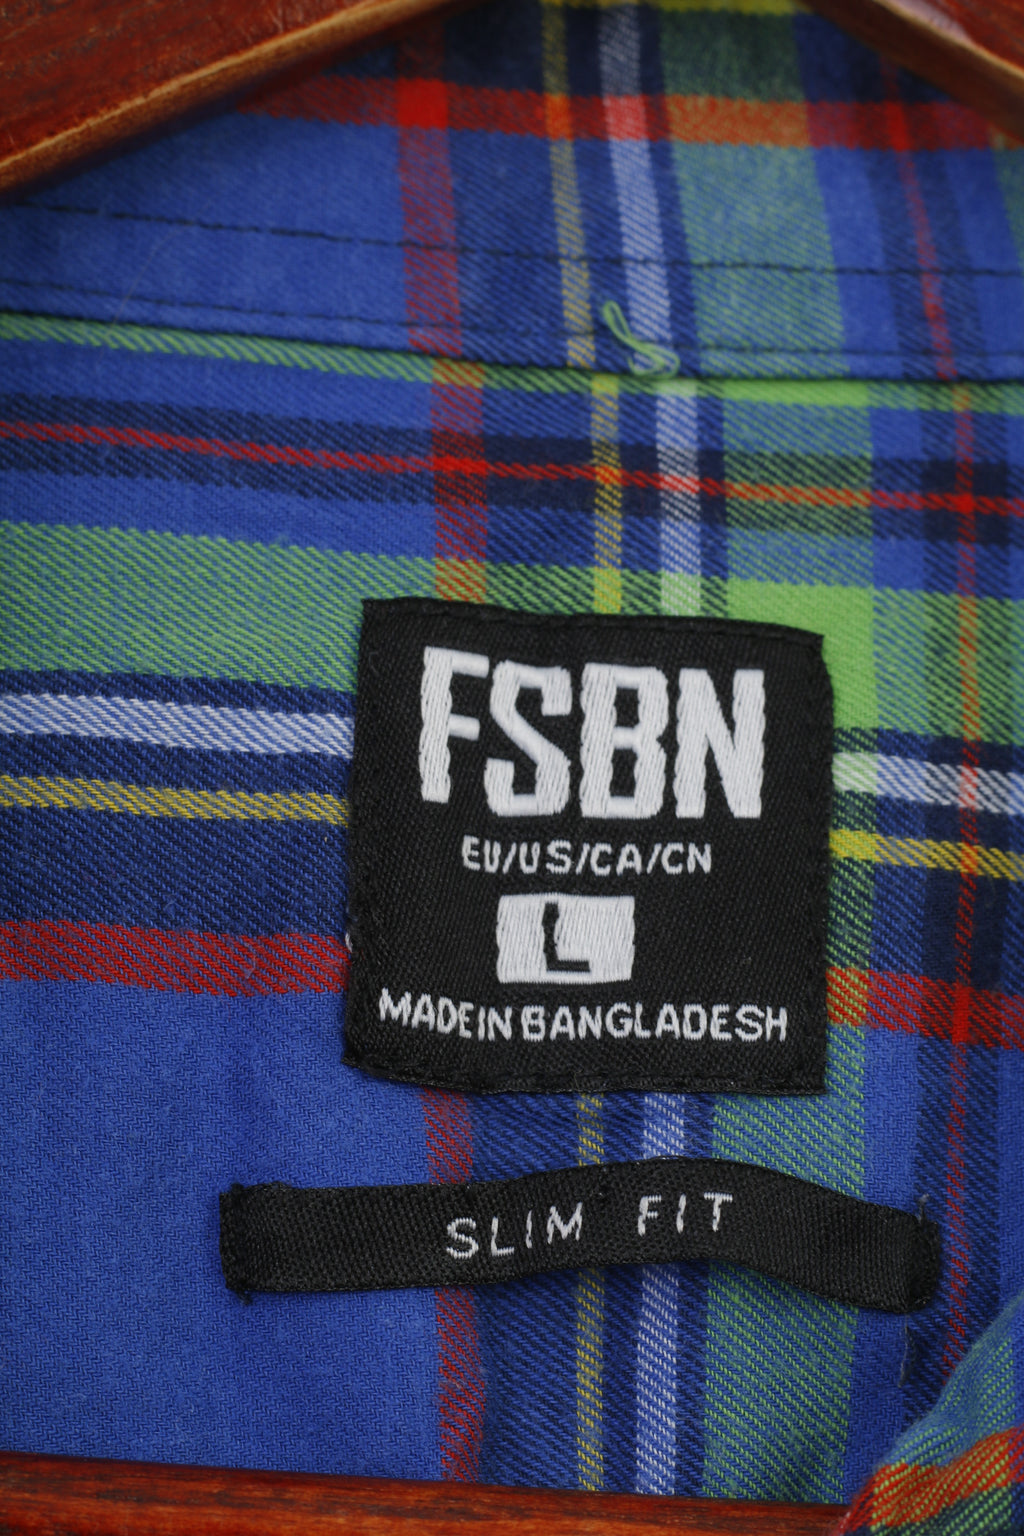 FSBN
EU/US/CA/CN
L
MADE IN BANGLADESH
SLIM FIT